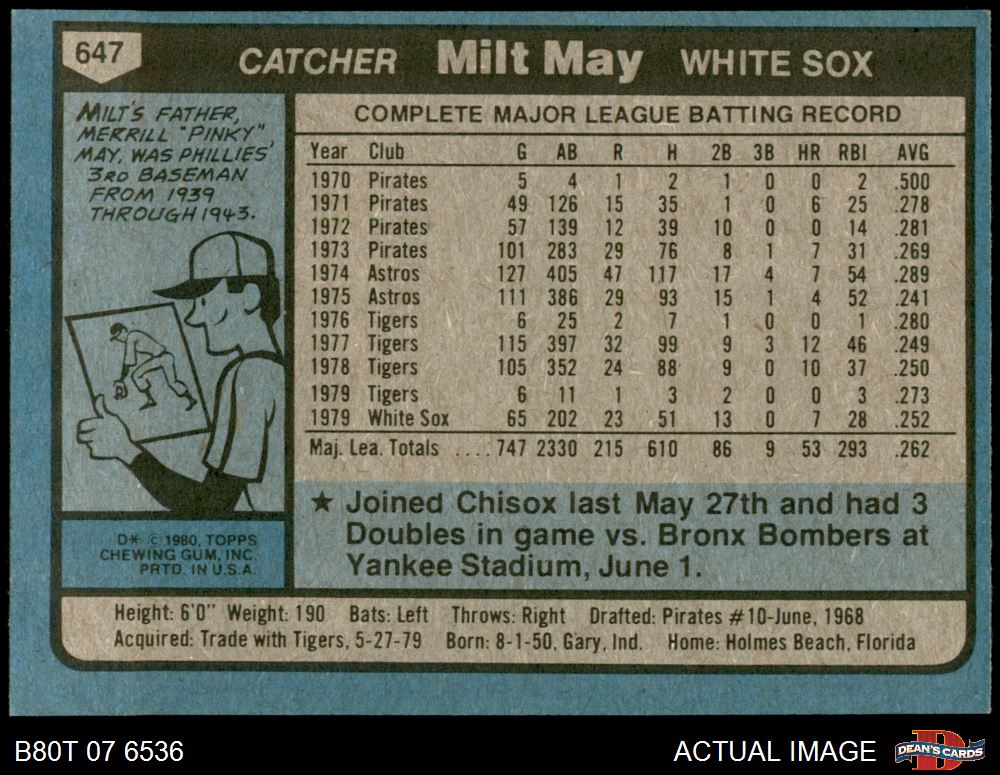 647
CATCHER Milt May WHITE SOX
MILT'S FATHER,
MERRILL "PINKY"
MAY, WAS PHILLIES'
3RD BASEMAN
FROM 1939
THROUGH 1943.
COMPLETE MAJOR LEAGUE BATTING RECORD
Year Club G AB R H 2B 3B HR RBI AVG
1970 Pirates 5 4 1 2 1 0 0 2 .500
1971 Pirates 49 126 15 35 1 0 6 25 .278
1972 Pirates 57 139 12 39 10 0 0 14 .281
1973 Pirates 101 283 29 76 8 1 7 31 .269
1974 Astros 127 405 47 117 17 4 7 54 .289
1975 Astros 111 386 29 93 15 1 4 52 .241
1976 Tigers 6 25 2 7 1 0 0 1 .280
1977 Tigers 115 397 32 99 9 3 12 46 .249
1978 Tigers 105 352 24 88 9 0 10 37 .250
1979 Tigers 6 11 1 3 2 0 0 3 .273
1979 White Sox 65 202 23 51 13 0 7 28 .252
Maj. Lea. Totals ....747 2330 215 610 86 9 53 293 .262
★ Joined Chisox last May 27th and had 3
Doubles in game vs. Bronx Bombers at
Yankee Stadium, June 1.
D* © 1980, TOPPS
CHEWING GUM, INC.
PRTD. IN U.S.A.
Height: 6'0" Weight: 190 Bats: Left Throws: Right Drafted: Pirates #10-June, 1968
Acquired: Trade with Tigers, 5-27-79 Born: 8-1-50, Gary, Ind. Home: Holmes Beach, Florida
B80T 07 6536
ACTUAL IMAGE
D
DEAN'S CARDS